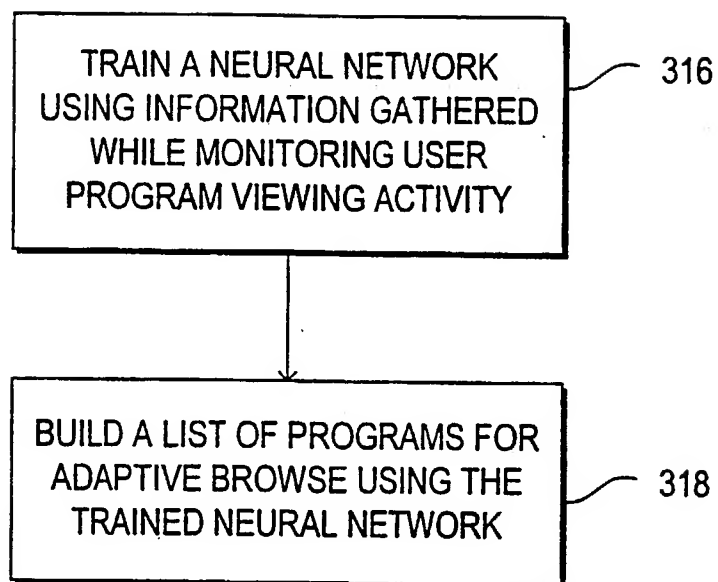 TRAIN A NEURAL NETWORK
USING INFORMATION GATHERED
WHILE MONITORING USER
PROGRAM VIEWING ACTIVITY
316
BUILD A LIST OF PROGRAMS FOR
ADAPTIVE BROWSE USING THE
TRAINED NEURAL NETWORK
318